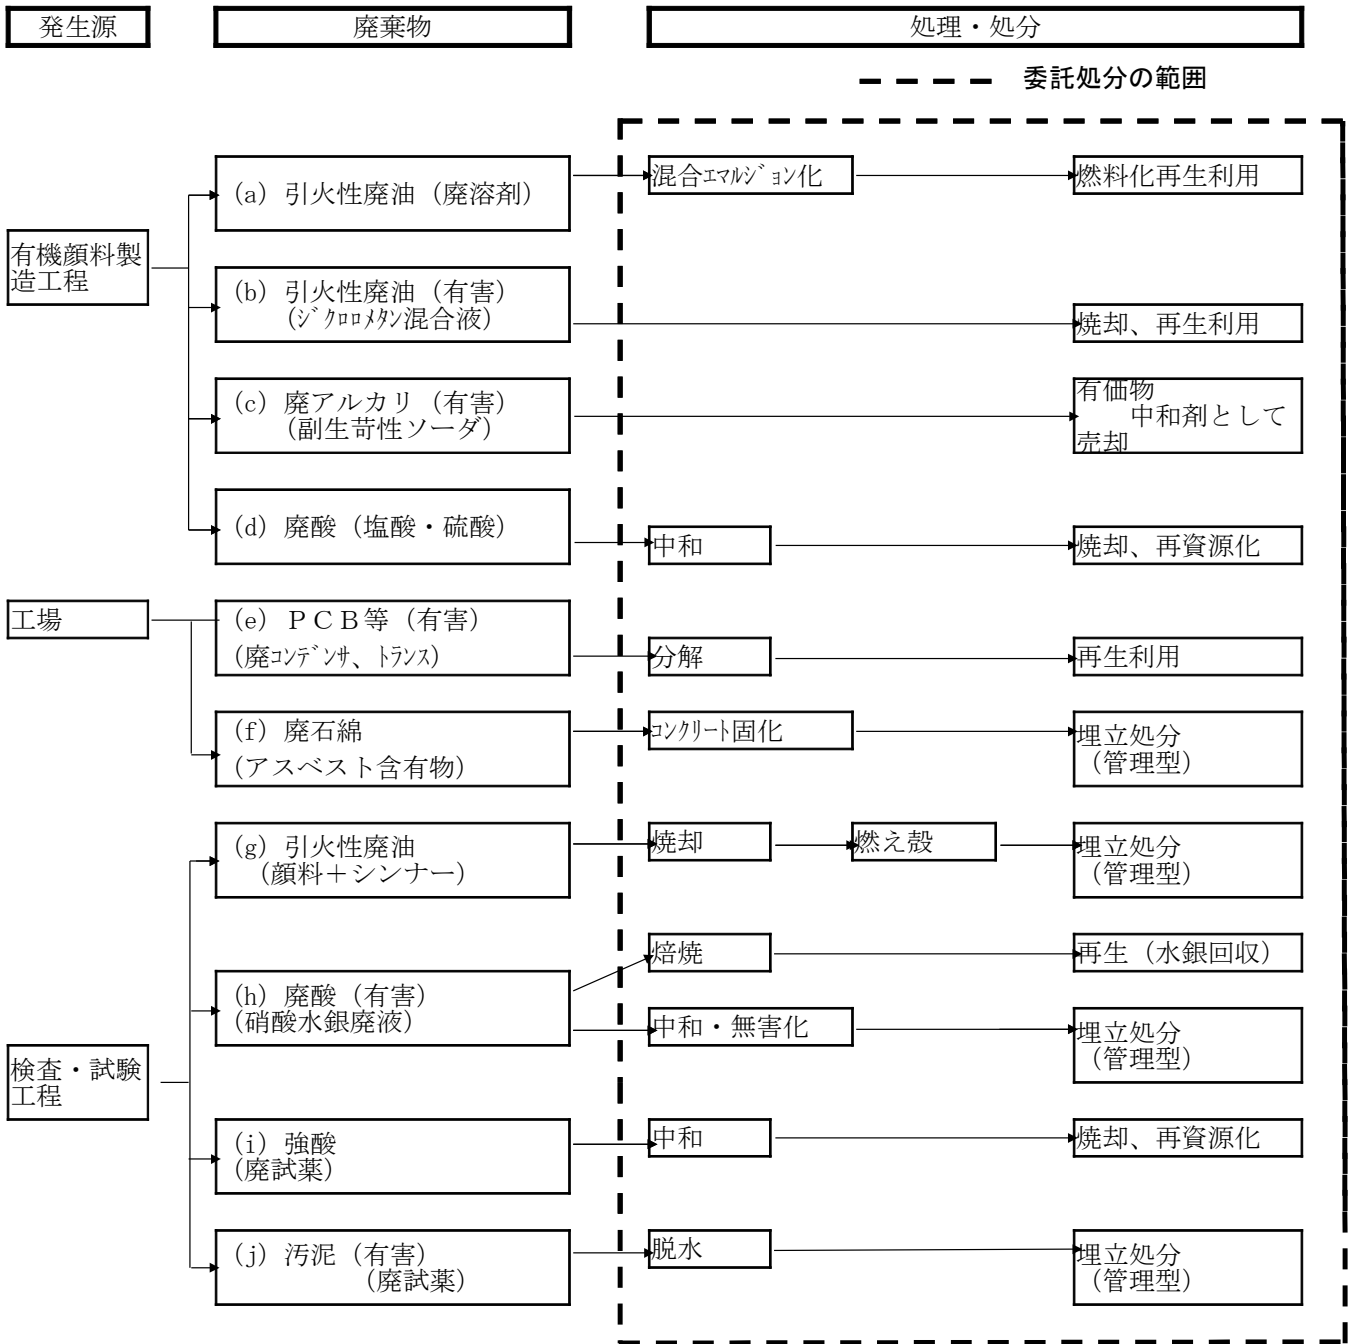 発生源
廃棄物
処理・処分
委託処分の範囲
有機顔料製
造工程
(a) 引火性廃油（廃溶剤）
混合ｴﾏﾙｼﾞｮﾝ化
燃料化再生利用
(b) 引火性廃油（有害）
(ｼﾞｸﾛﾛﾒﾀﾝ混合液)
焼却、再生利用
(c) 廃アルカリ（有害）
(副生苛性ソーダ)
有価物
中和剤として
売却
(d) 廃酸（塩酸・硫酸）
中和
焼却、再資源化
工場
(e) ＰＣＢ等（有害）
(廃ｺﾝﾃﾞﾝｻ、ﾄﾗﾝｽ)
分解
再生利用
(f) 廃石綿
(アスベスト含有物)
ｺﾝｸﾘｰﾄ固化
埋立処分
（管理型）
検査・試験
工程
(g) 引火性廃油
(顔料＋シンナー)
焼却
燃え殻
埋立処分
（管理型）
(h) 廃酸（有害）
(硝酸水銀廃液)
焙焼
再生（水銀回収）
中和・無害化
埋立処分
（管理型）
(i) 強酸
(廃試薬)
中和
焼却、再資源化
(j) 汚泥（有害）
(廃試薬)
脱水
埋立処分
（管理型）